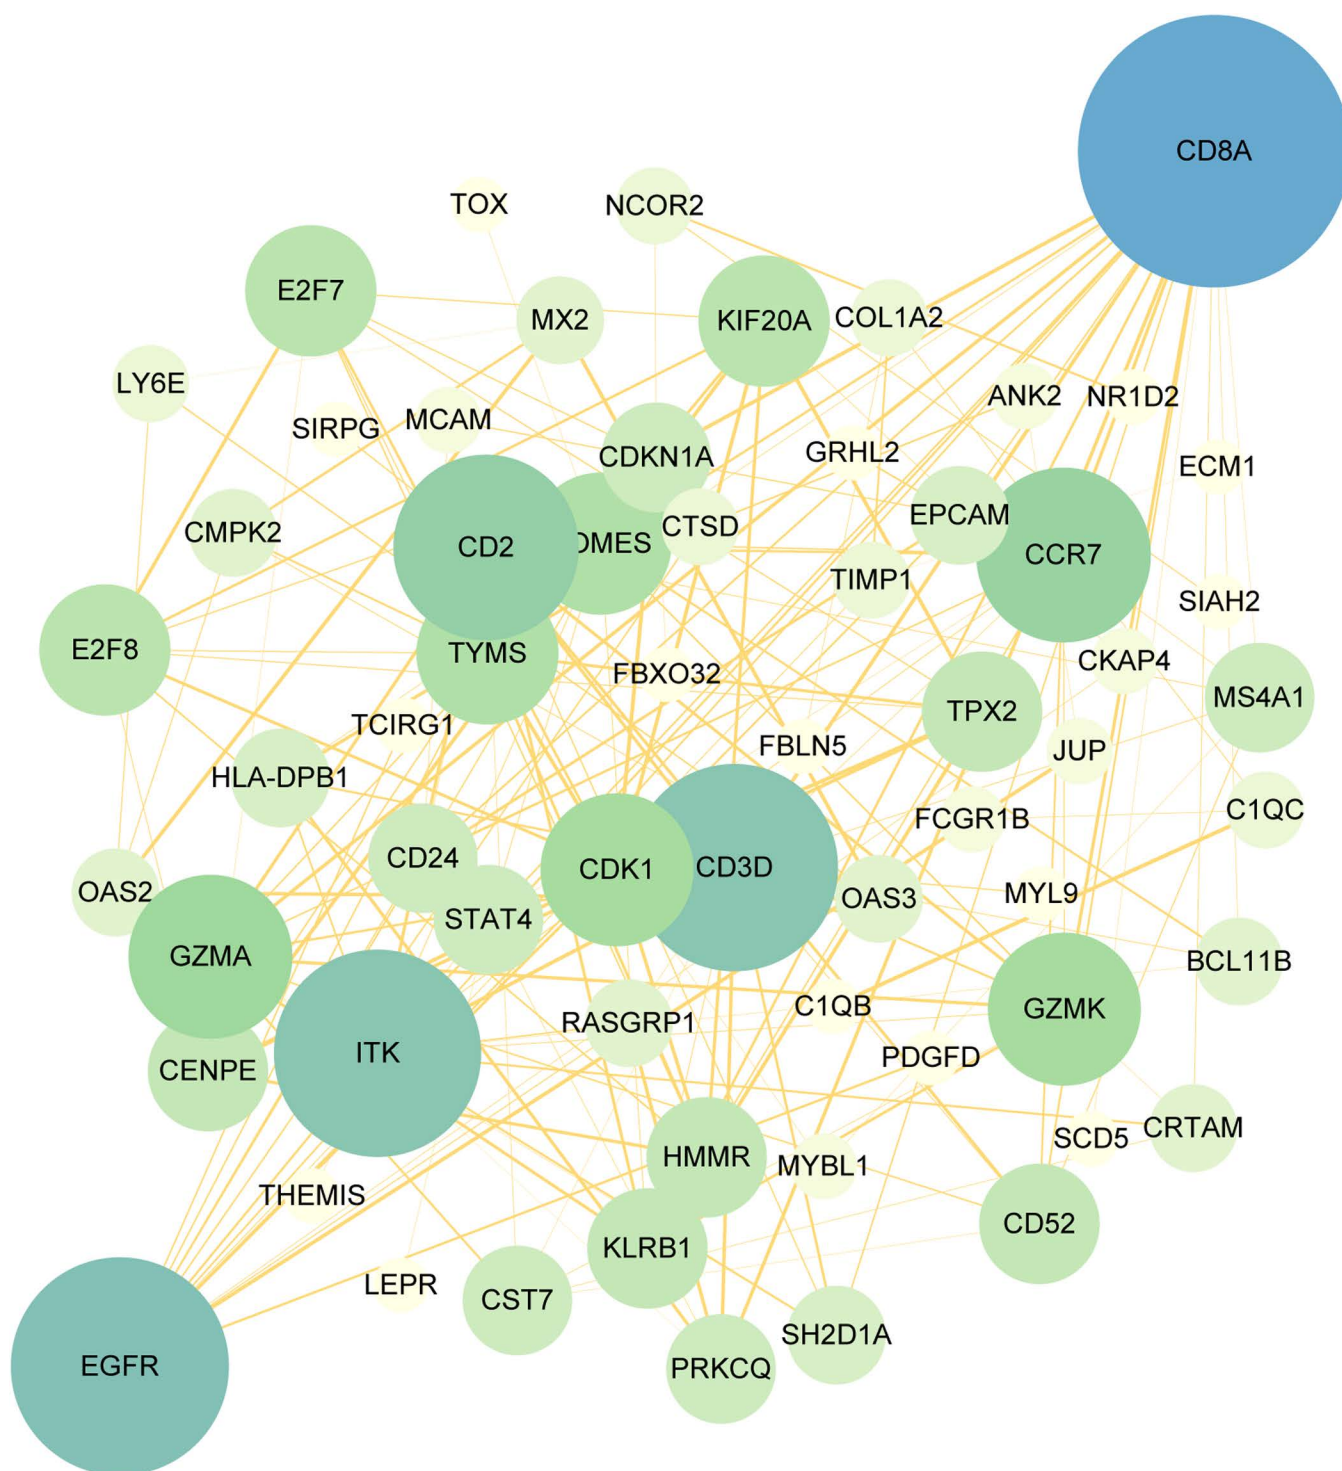 CD8A
TOX
NCOR2
E2F7
MX2
KIF20A
COL1A2
LY6E
SIRPG
MCAM
ANK2
NR1D2
CDKN1A
GRHL2
ECM1
CMPK2
CD2
OMES
CTSD
EPCAM
CCR7
TIMP1
SIAH2
E2F8
TYMS
FBXO32
CKAP4
MS4A1
TPX2
TCIRG1
FBLN5
JUP
HLA-DPB1
FCGR1B
C1QC
CD24
CDK1
CD3D
OAS2
STAT4
OAS3
MYL9
GZMA
BCL11B
C1QB
GZMK
RASGRP1
ITK
PDGFD
CENPE
SCD5
CRTAM
HMMR
MYBL1
THEMIS
CD52
KLRB1
LEPR
CST7
SH2D1A
EGFR
PRKCQ